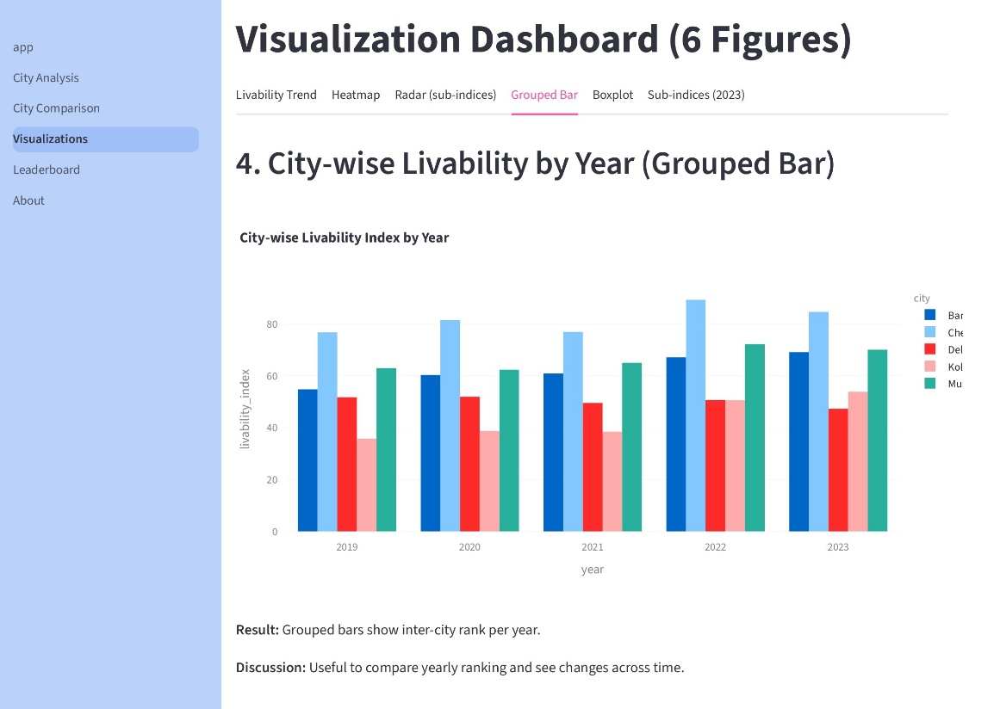 app
City Analysis
City Comparison
Visualizations
Leaderboard
About
Visualization Dashboard (6 Figures)
Livability Trend Heatmap Radar (sub-indices) Grouped Bar Boxplot Sub-indices (2023)
4. City-wise Livability by Year (Grouped Bar)
City-wise Livability Index by Year
city
Bar
Che
Del
Kol
Mu
livability_index
80
60
40
20
0
2019 2020 2021 2022 2023
year
Result: Grouped bars show inter-city rank per year.
Discussion: Useful to compare yearly ranking and see changes across time.